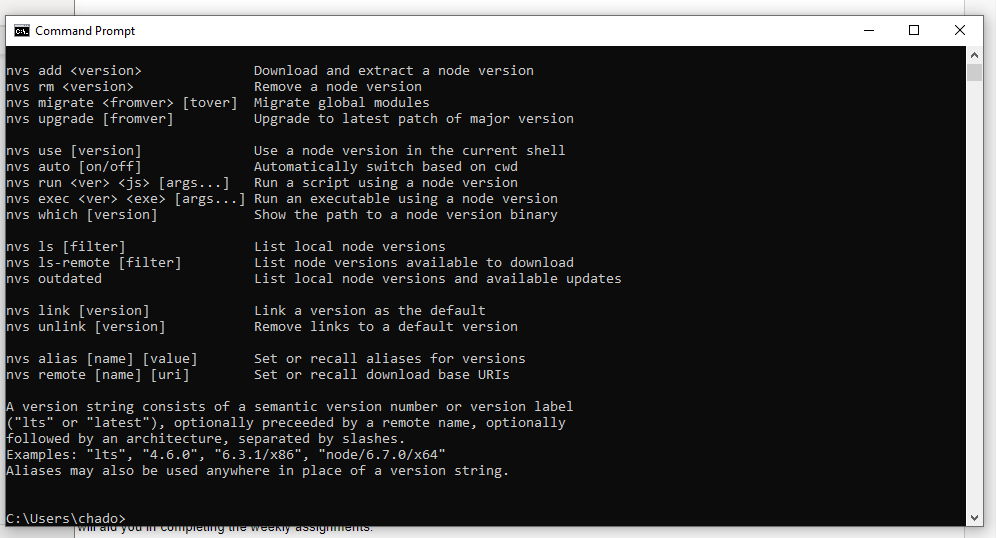 Command Prompt
nvs add <version> Download and extract a node version
nvs rm <version> Remove a node version
nvs migrate <fromver> [tover] Migrate global modules
nvs upgrade [fromver] Upgrade to latest patch of major version
nvs use [version] Use a node version in the current shell
nvs auto [on/off] Automatically switch based on cwd
nvs run <ver> <js> [args...] Run a script using a node version
nvs exec <ver> <exe> [args...] Run an executable using a node version
nvs which [version] Show the path to a node version binary
nvs ls [filter] List local node versions
nvs ls-remote [filter] List node versions available to download
nvs outdated List local node versions and available updates
nvs link [version] Link a version as the default
nvs unlink [version] Remove links to a default version
nvs alias [name] [value] Set or recall aliases for versions
nvs remote [name] [uri] Set or recall download base URIs
A version string consists of a semantic version number or version label
("lts" or "latest"), optionally preceeded by a remote name, optionally
followed by an architecture, separated by slashes.
Examples: "lts", "4.6.0", "6.3.1/x86", "node/6.7.0/x64"
Aliases may also be used anywhere in place of a version string.
C:\Users\chado>
will aid you in completing the weekly assignments.